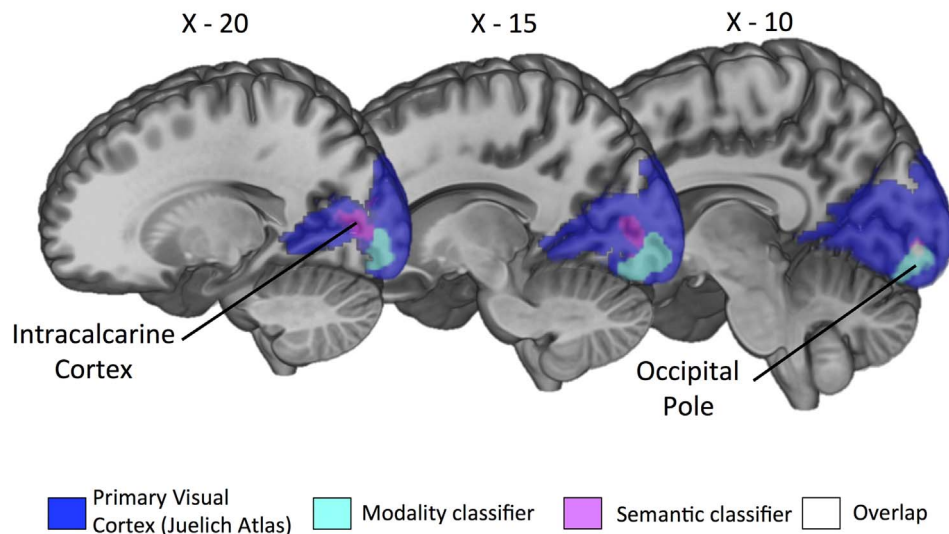 X - 20
X - 15
X - 10
Intracalcarine
Cortex
Occipital
Pole
Primary Visual
Cortex (Juelich Atlas)
Modality classifier
Semantic classifier
Overlap